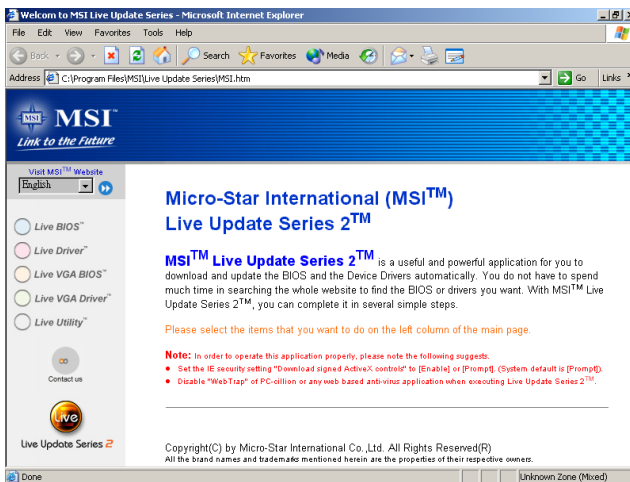 Welcom to MSI Live Update Series - Microsoft Internet Explorer
File Edit View Favorites Tools Help
Back Search Favorites Media
Address C:\Program Files\MSI\Live Update Series\MSI.htm Go Links
MSI MSI™
Link to the Future
Visit MSI™ Website
English
Live BIOS™
Live Driver™
Live VGA BIOS™
Live VGA Driver™
Live Utility™
Contact us
Live
Live Update Series 2
Micro-Star International (MSI™)
Live Update Series 2™
MSI™ Live Update Series 2™ is a useful and powerful application for you to
download and update the BIOS and the Device Drivers automatically. You do not have to spend
much time in searching the whole website to find the BIOS or drivers you want. With MSI™ Live
Update Series 2™, you can complete it in several simple steps.
Please select the items that you want to do on the left column of the main page.
Note: In order to operate this application properly, please note the following suggests.
• Set the IE security setting "Download signed ActiveX controls" to [Enable] or [Prompt]. (System default is [Prompt]).
• Disable "WebTrap" of PC-cillion or any web based anti-virus application when executing Live Update Series 2™.
Copyright(C) by Micro-Star International Co.,Ltd. All Rights Reserved(R)
All the brand names and trademarks mentioned herein are the properties of their respective owners.
Done Unknown Zone (Mixed)